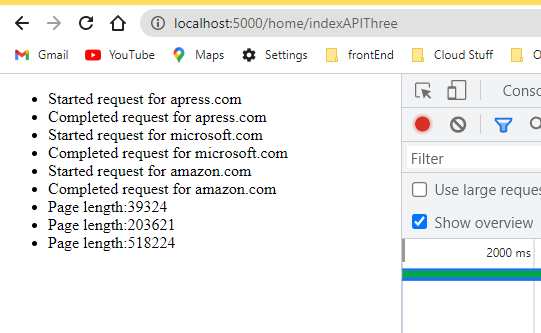 localhost:5000/home/indexAPIThree
Gmail YouTube Maps Settings frontEnd Cloud Stuff
Started request for apress.com
Completed request for apress.com
Started request for microsoft.com
Completed request for microsoft.com
Started request for amazon.com
Completed request for amazon.com
Page length:39324
Page length:203621
Page length:518224
Filter
Show overview
2000 ms
Use large